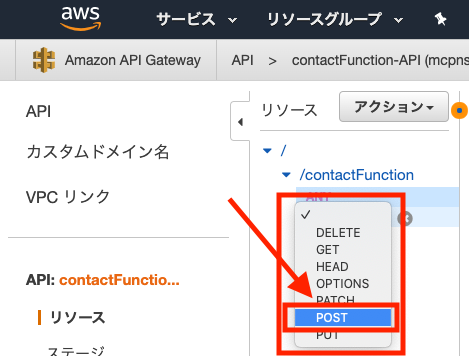 aws
サービス
リソースグループ
Amazon API Gateway
API > contactFunction-API (mcpns
API
カスタムドメイン名
VPC リンク
API: contactFunctio...
リソース
ステージ
リソース
アクション
/
/contactFunction
ANY
✓
DELETE
GET
HEAD
OPTIONS
PATCH
POST
PUT